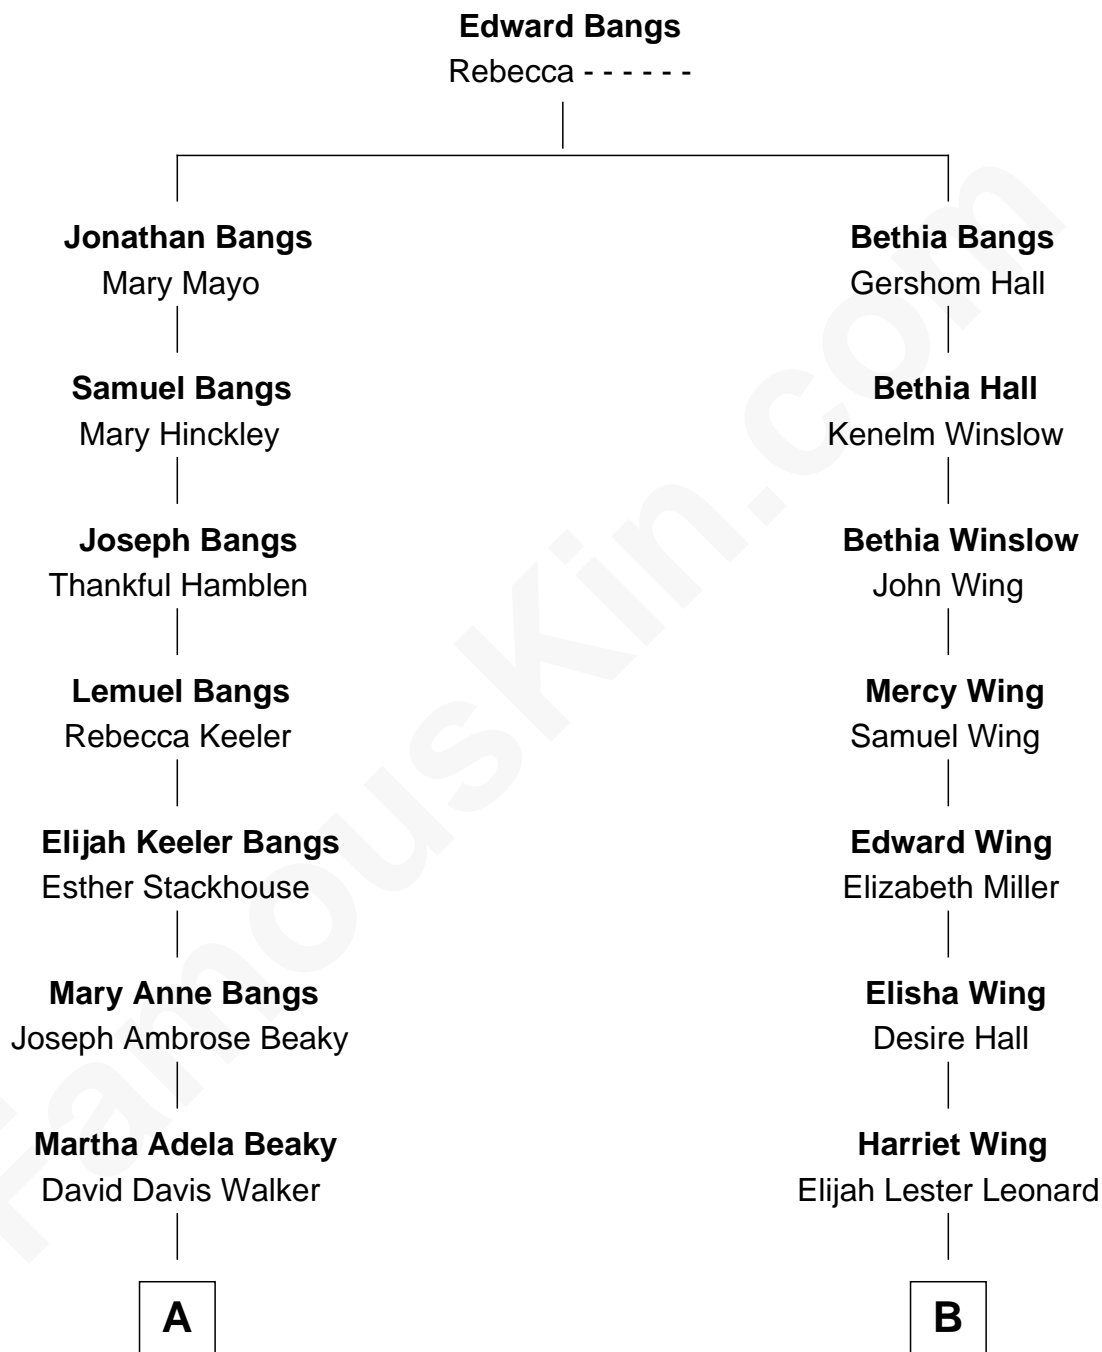 Edward Bangs
Rebecca - - - - - -
Jonathan Bangs
Mary Mayo
Bethia Bangs
Gershom Hall
Samuel Bangs
Mary Hinckley
Bethia Hall
Kenelm Winslow
Joseph Bangs
Thankful Hamblen
Bethia Winslow
John Wing
Lemuel Bangs
Rebecca Keeler
Mercy Wing
Samuel Wing
Elijah Keeler Bangs
Esther Stackhouse
Edward Wing
Elizabeth Miller
Mary Anne Bangs
Joseph Ambrose Beaky
Elisha Wing
Desire Hall
Martha Adela Beaky
David Davis Walker
Harriet Wing
Elijah Lester Leonard
A
B
FamousKin.com